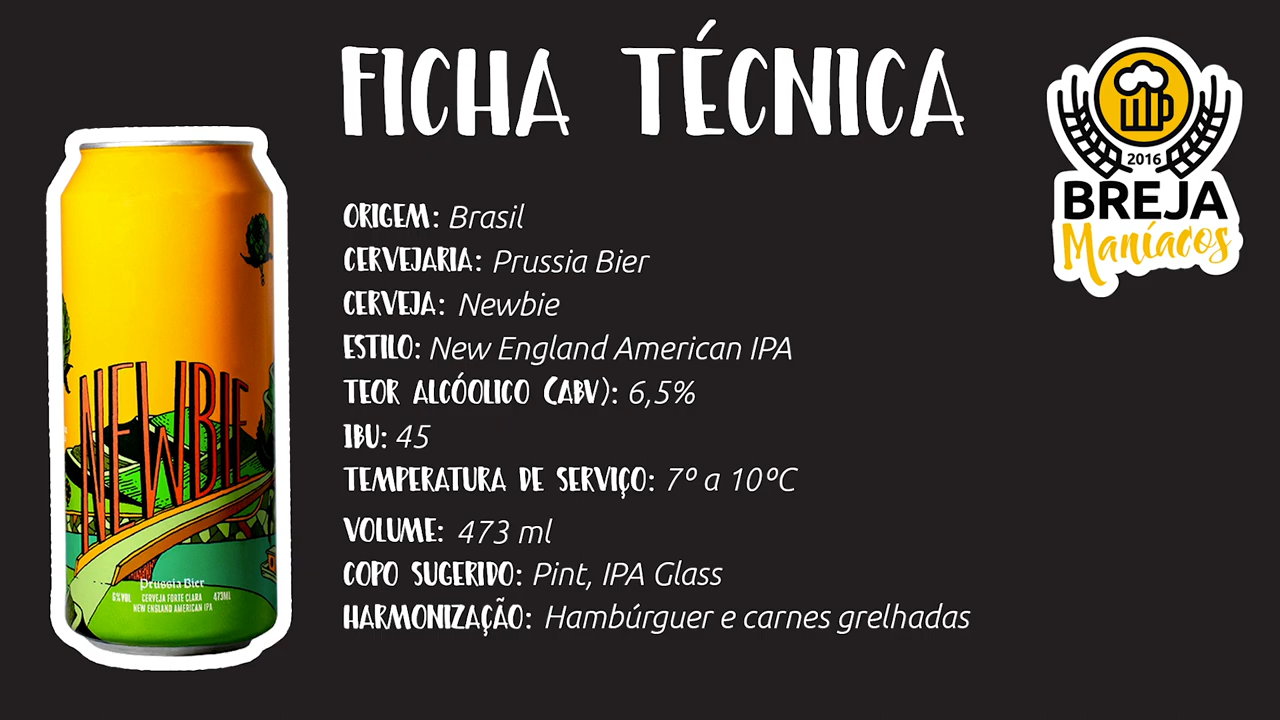 FICHA TÉCNICA
ORIGEM: Brasil
CERVEJARIA: Prussia Bier
CERVEJA: Newbie
ESTILO: New England American IPA
TEOR ALCÓOLICO (ABV): 6,5%
IBU: 45
TEMPERATURA DE SERVIÇO: 7º a 10ºC
VOLUME: 473 ml
COPO SUGERIDO: Pint, IPA Glass
HARMONIZAÇÃO: Hambúrguer e carnes grelhadas
2016
BREJA
Maníacos
NEWBIE
Prussia Bier
6%VOL CERVEJA FORTE CLARA 473ML
NEW ENGLAND AMERICAN IPA